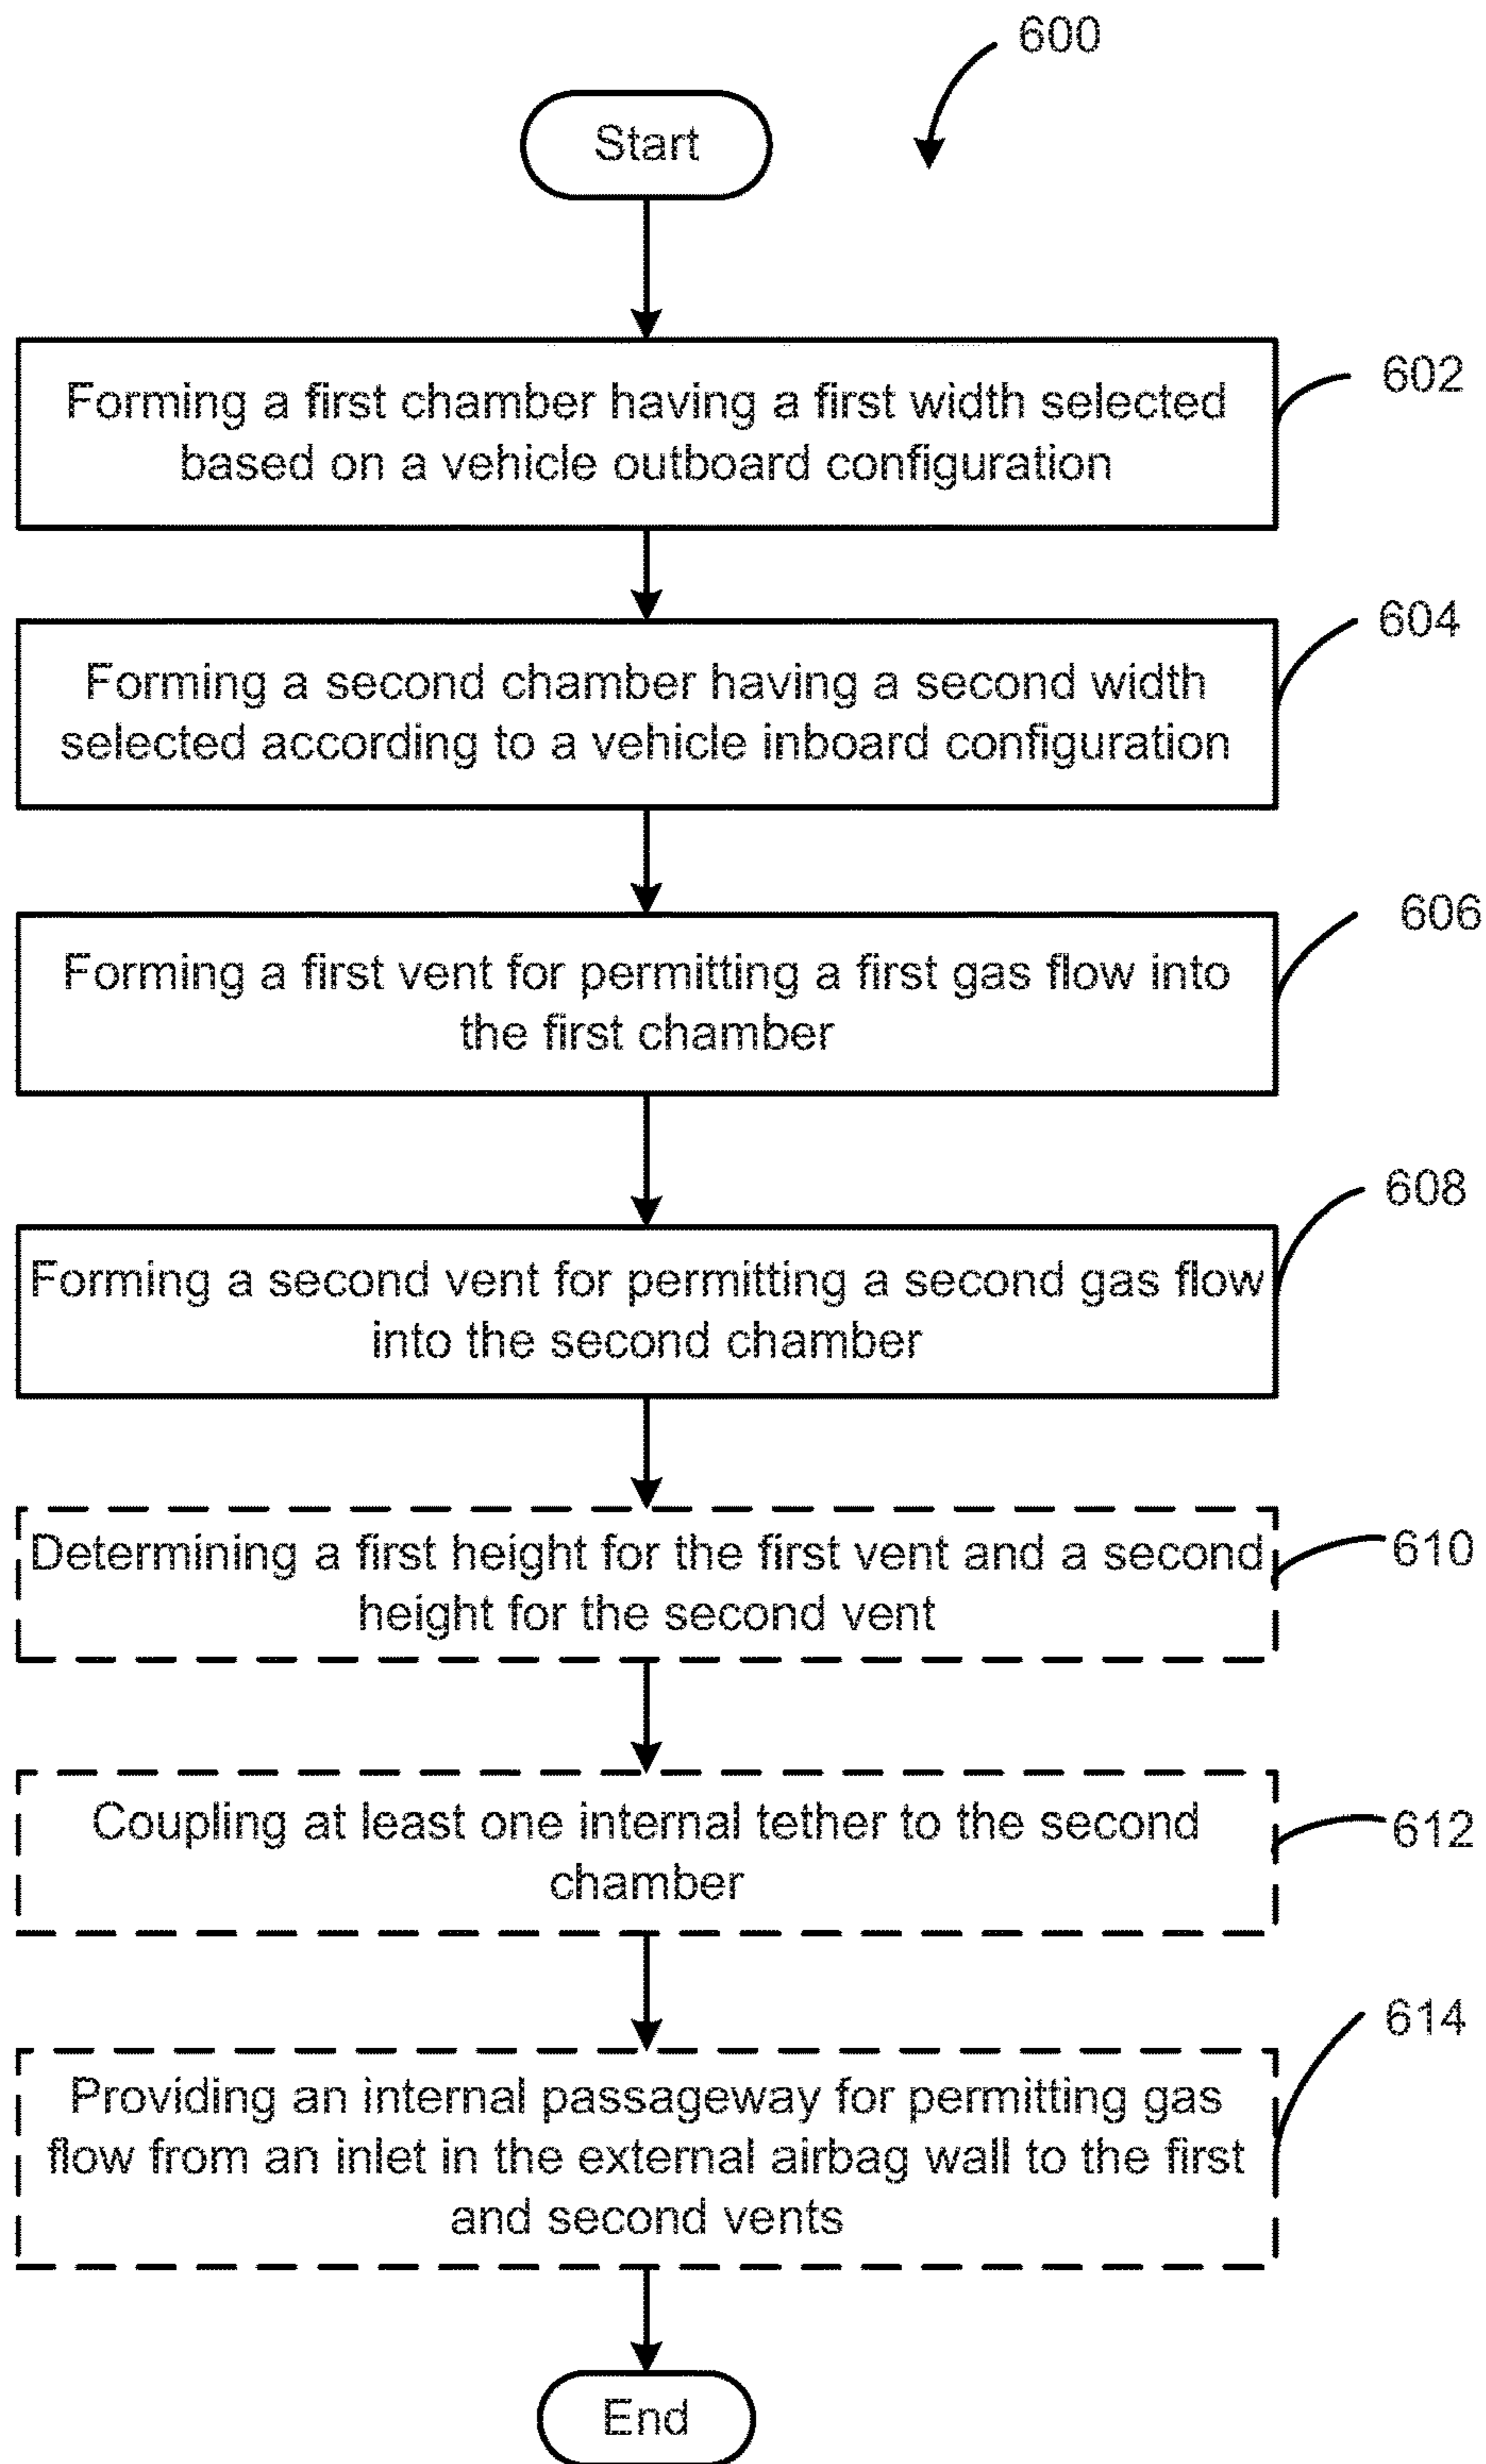 600
Start
Forming a first chamber having a first width selected
based on a vehicle outboard configuration
602
Forming a second chamber having a second width
selected according to a vehicle inboard configuration
604
Forming a first vent for permitting a first gas flow into
the first chamber
606
Forming a second vent for permitting a second gas flow
into the second chamber
608
Determining a first height for the first vent and a second
height for the second vent
610
Coupling at least one internal tether to the second
chamber
612
Providing an internal passageway for permitting gas
flow from an inlet in the external airbag wall to the first
and second vents
614
End